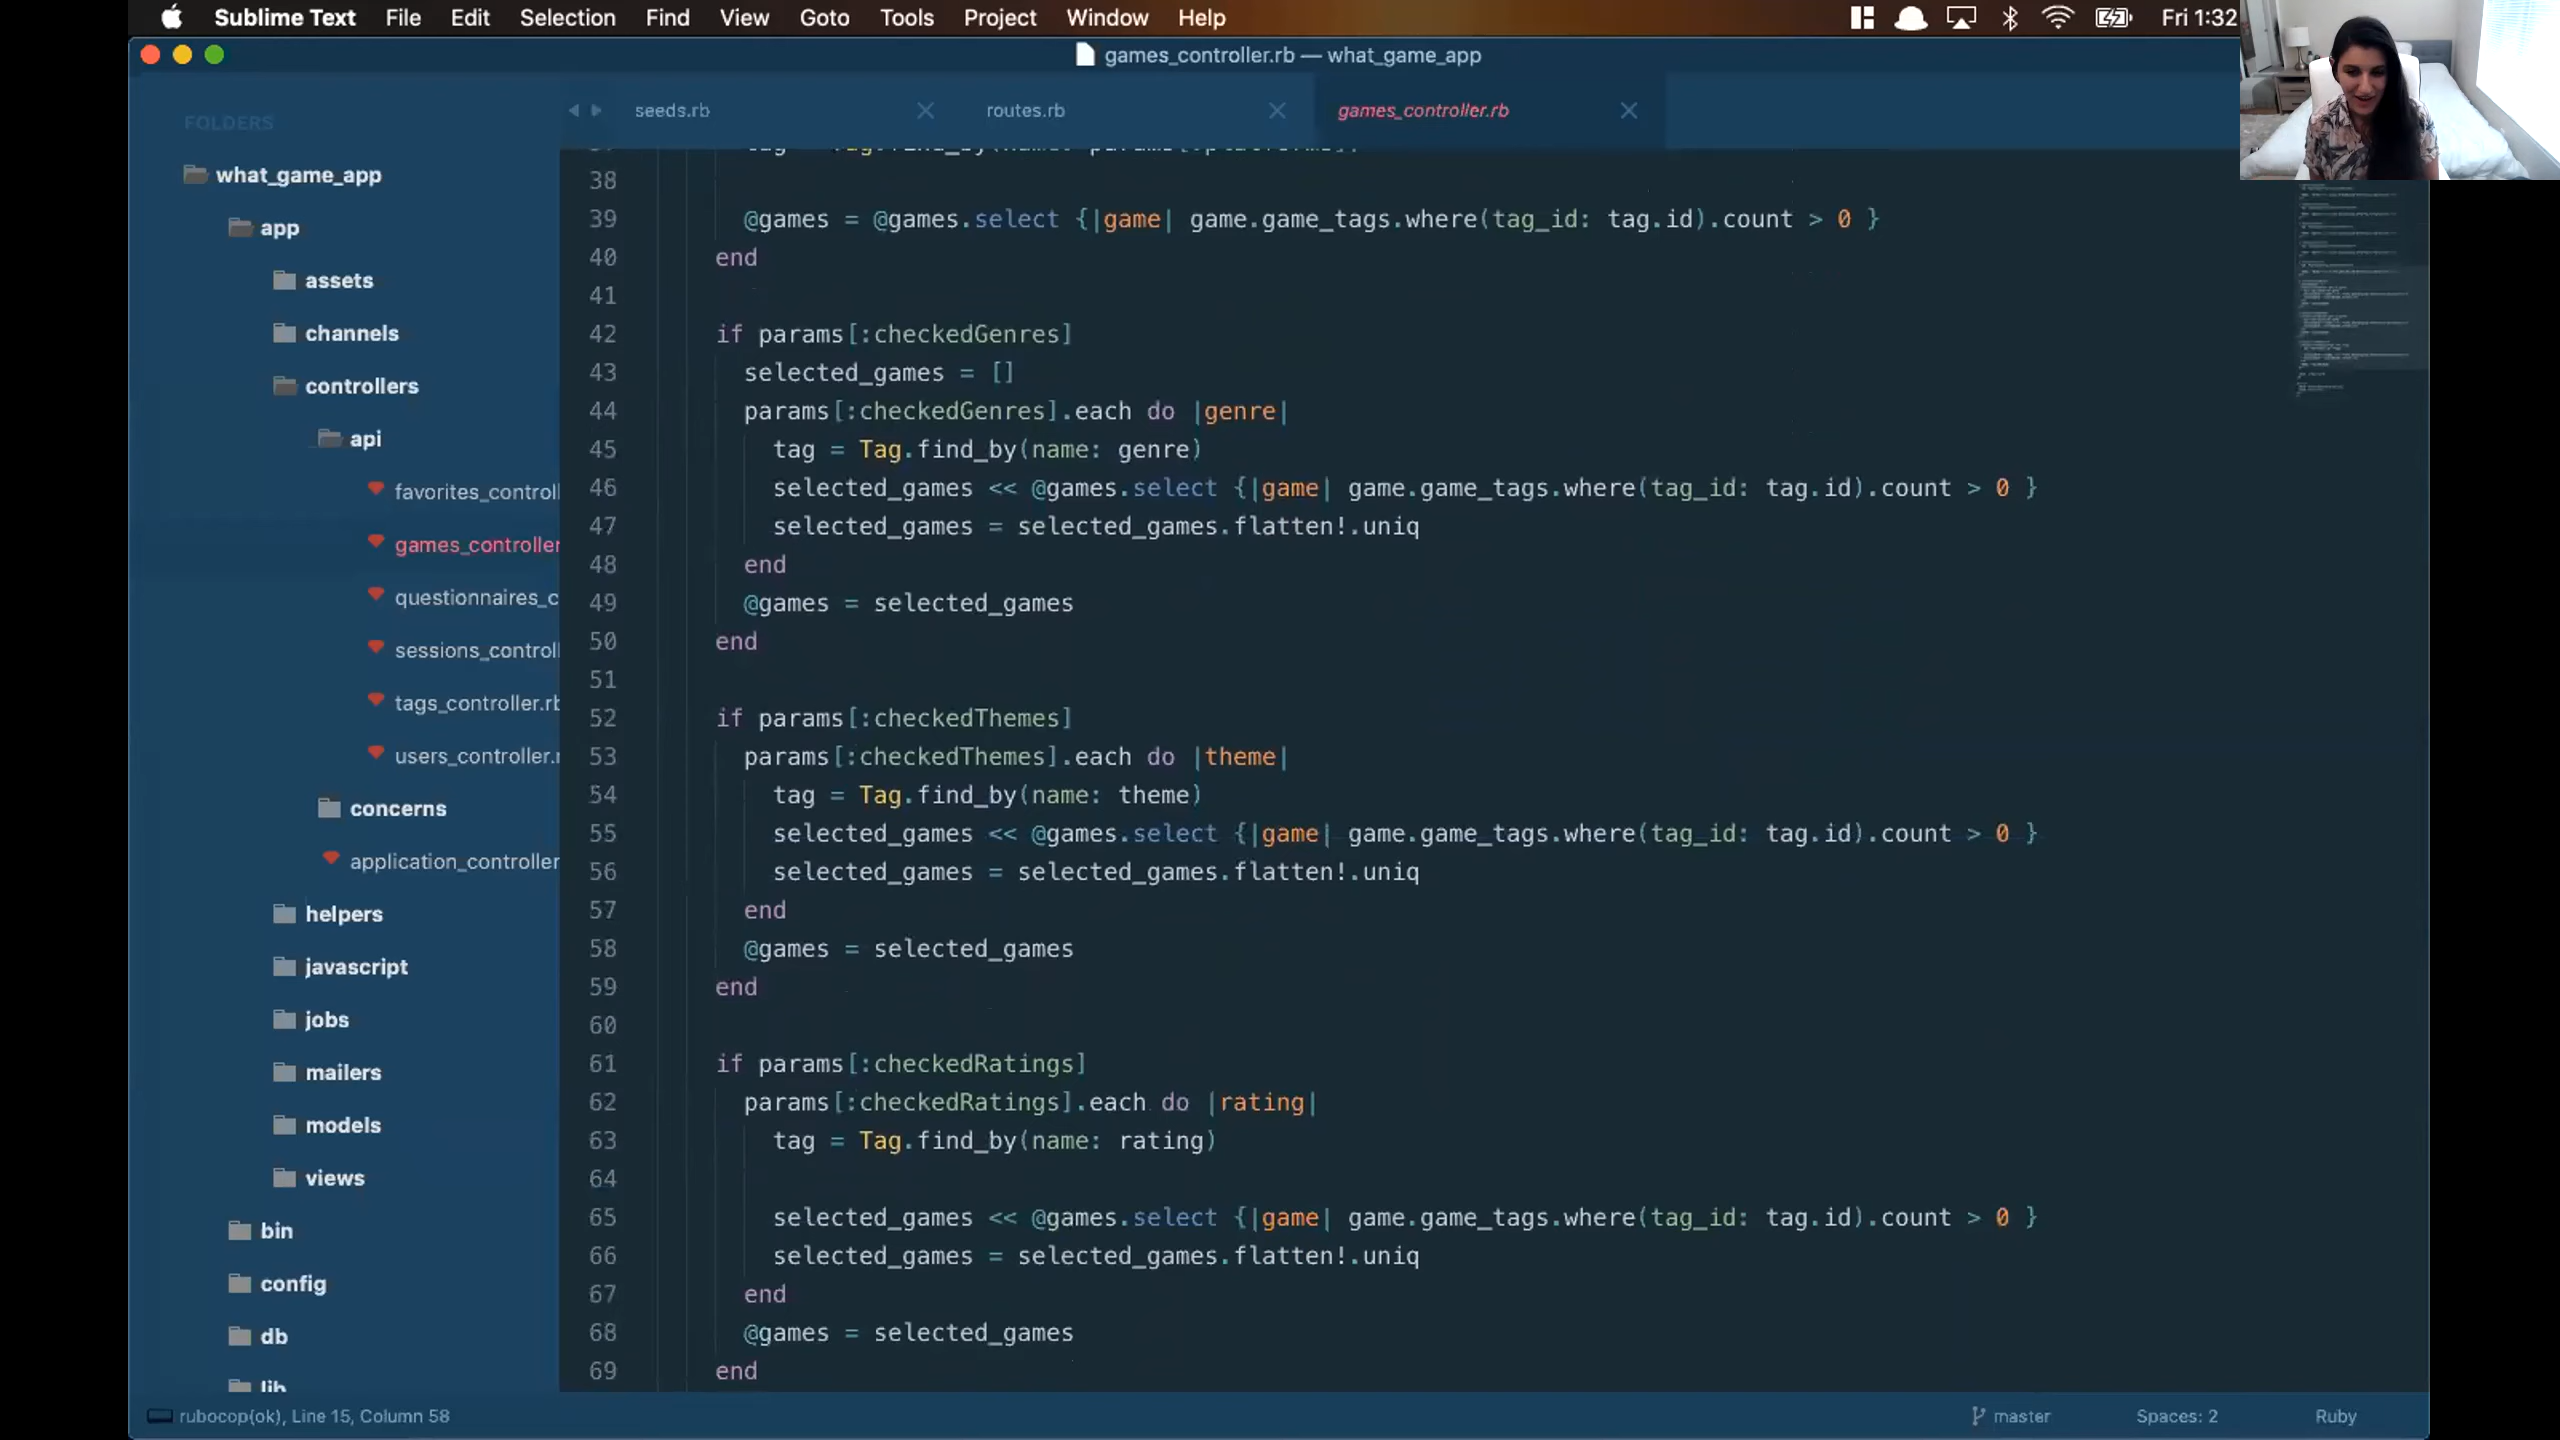 Sublime Text File Edit Selection Find View Goto Tools Project Window Help Fri 1:32
games_controller.rb — what_game_app
FOLDERS
what_game_app
app
assets
channels
controllers
api
favorites_control
games_controller
questionnaires_c
sessions_control
tags_controller.rb
users_controller.r
concerns
application_controller
helpers
javascript
jobs
mailers
models
views
bin
config
db
lib
seeds.rb routes.rb games_controller.rb
38
39 @games = @games.select {|game| game.game_tags.where(tag_id: tag.id).count > 0 }
40 end
41
42 if params[:checkedGenres]
43 selected_games = []
44 params[:checkedGenres].each do |genre|
45 tag = Tag.find_by(name: genre)
46 selected_games << @games.select {|game| game.game_tags.where(tag_id: tag.id).count > 0 }
47 selected_games = selected_games.flatten!.uniq
48 end
49 @games = selected_games
50 end
51
52 if params[:checkedThemes]
53 params[:checkedThemes].each do |theme|
54 tag = Tag.find_by(name: theme)
55 selected_games << @games.select {|game| game.game_tags.where(tag_id: tag.id).count > 0 }
56 selected_games = selected_games.flatten!.uniq
57 end
58 @games = selected_games
59 end
60
61 if params[:checkedRatings]
62 params[:checkedRatings].each do |rating|
63 tag = Tag.find_by(name: rating)
64
65 selected_games << @games.select {|game| game.game_tags.where(tag_id: tag.id).count > 0 }
66 selected_games = selected_games.flatten!.uniq
67 end
68 @games = selected_games
69 end
rubocop(ok), Line 15, Column 58 master Spaces: 2 Ruby